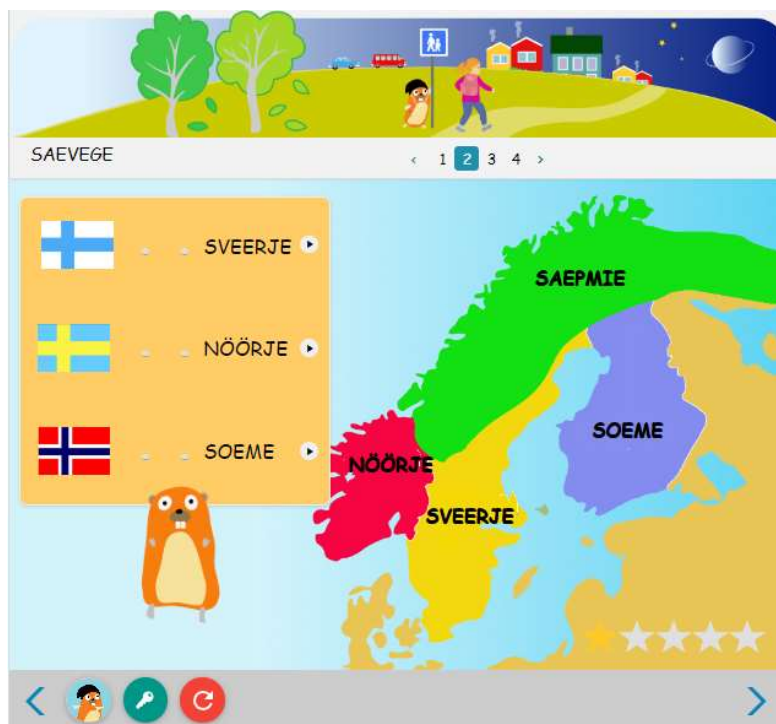 SAEVEGE
‹ 1 2 3 4 ›
SVEERJE
NÖÖRJE
SOEME
SAEPMIE
SOEME
NÖÖRJE
SVEERJE